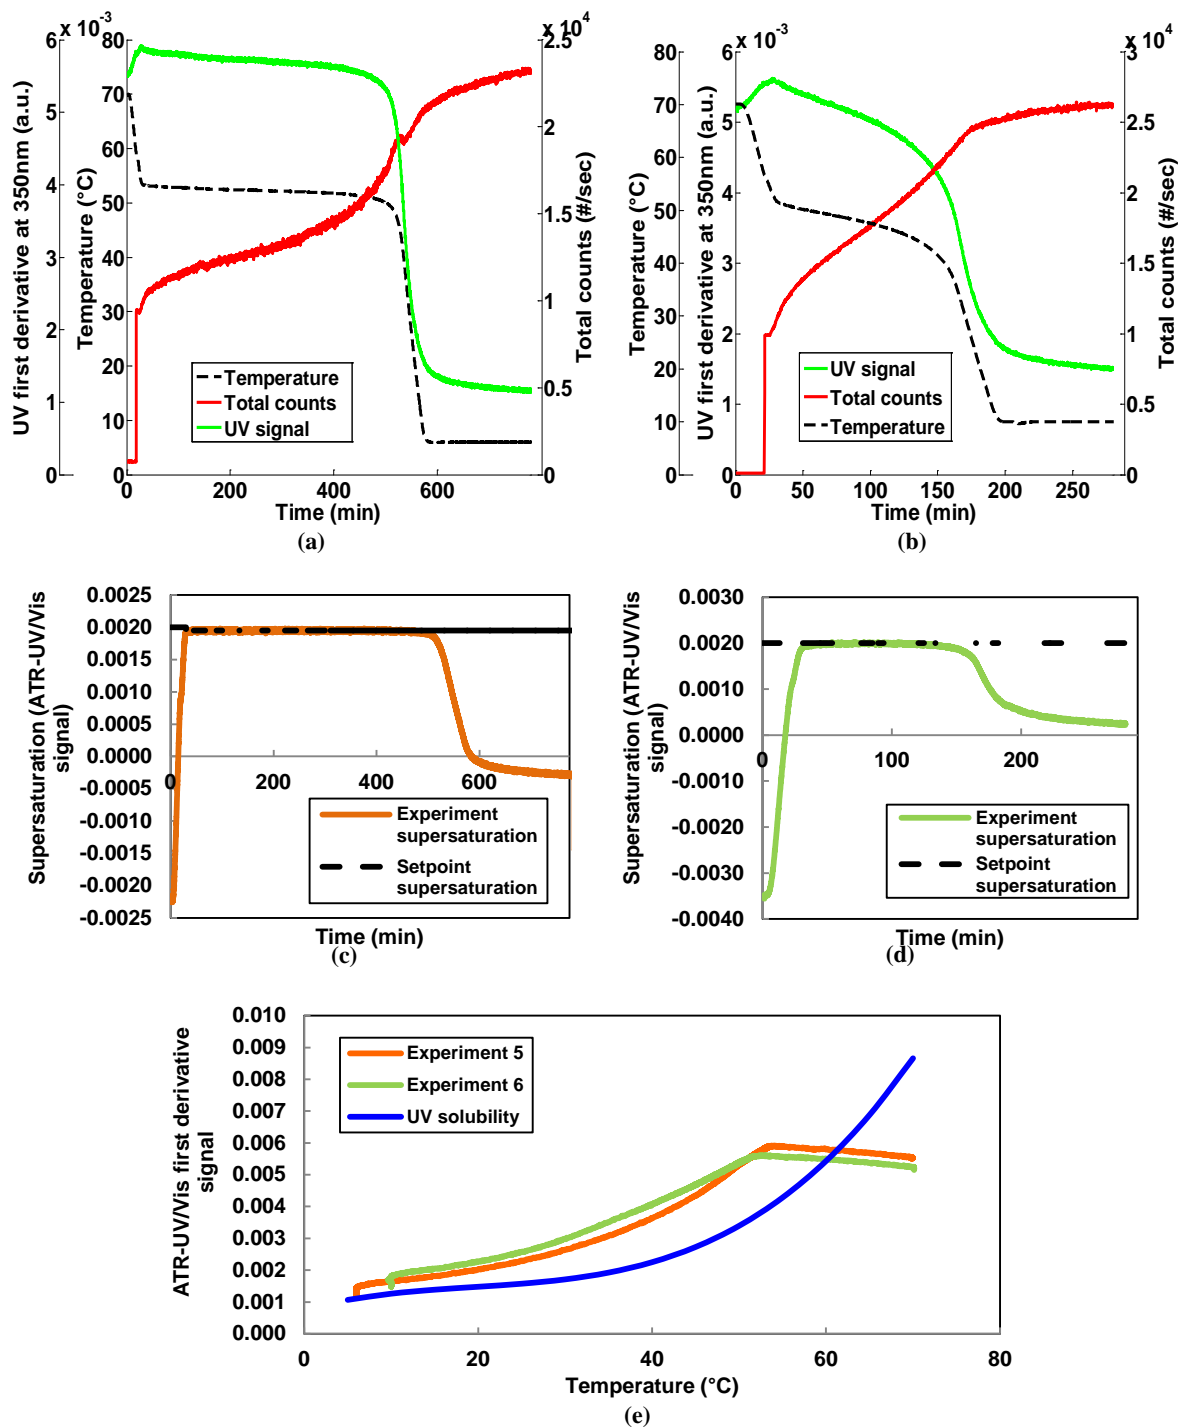 x 10-3
x 10 4
6
5
4
3
2
1
0
UV first derivative at 350nm (a.u.)
80
70
60
50
40
30
20
10
0
Temperature (°C)
2.5
2
1.5
1
0.5
0
Total counts (#/sec)
Temperature
Total counts
UV signal
0
200
400
600
Time (min)
(a)
x 10-3
x 10 4
80
70
60
50
40
30
20
10
0
Temperature (°C)
6
5
4
3
2
1
0
UV first derivative at 350nm (a.u.)
3
2.5
2
1.5
1
0.5
0
Total counts (#/sec)
UV signal
Total counts
Temperature
0
50
100
150
200
250
Time (min)
(b)
Supersaturation (ATR-UV/Vis
signal)
0.0025
0.0020
0.0015
0.0010
0.0005
0.0000
-0.0005
-0.0010
-0.0015
-0.0020
-0.0025
0
200
400
600
Experiment
supersaturation
Setpoint
supersaturation
Time (min)
(c)
Supersaturation (ATR-UV/Vis
signal)
0.0030
0.0020
0.0010
0.0000
-0.0010
-0.0020
-0.0030
-0.0040
0
100
200
Experiment
supersaturation
Setpoint
supersaturation
Time (min)
(d)
ATR-UV/Vis first derivative
signal
0.010
0.009
0.008
0.007
0.006
0.005
0.004
0.003
0.002
0.001
0.000
Experiment 5
Experiment 6
UV solubility
0
20
40
60
80
Temperature (°C)
(e)